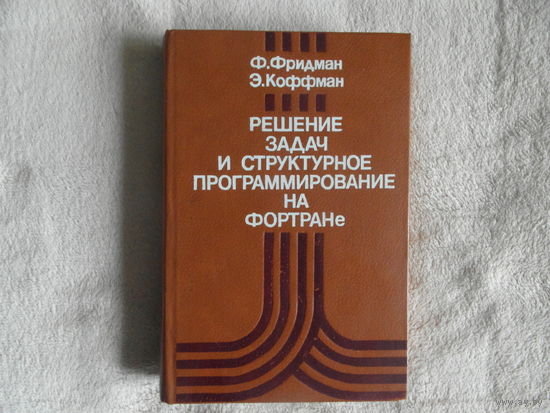 Ф.Фридман
Э.Коффман
РЕШЕНИЕ
ЗАДАЧ
И СТРУКТУРНОЕ
ПРОГРАММИРОВАНИЕ
НА
ФОРТРАНе